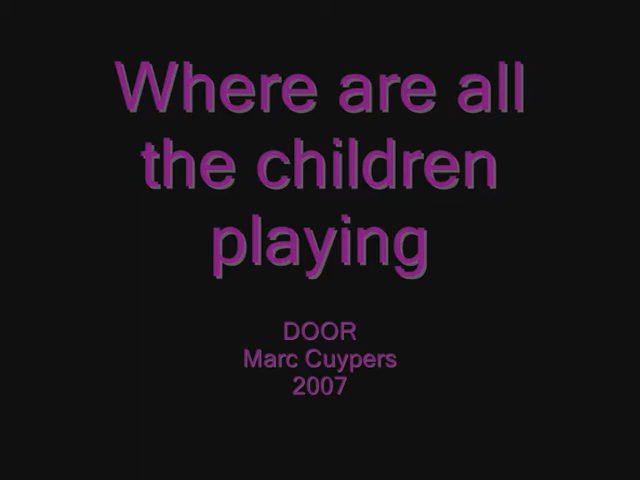 Where are all
the children
playing
DOOR
Marc Cuypers
2007